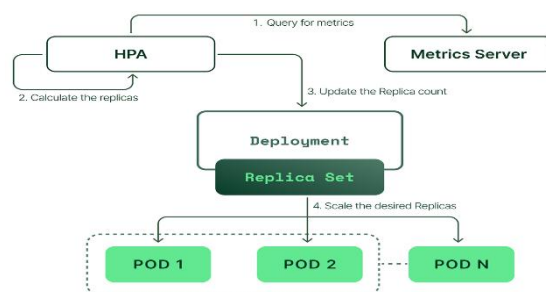 1. Query for metrics
HPA
Metrics Server
2. Calculate the replicas
3. Update the Replica count
Deployment
Replica Set
4. Scale the desired Replicas
POD 1
POD 2
POD N